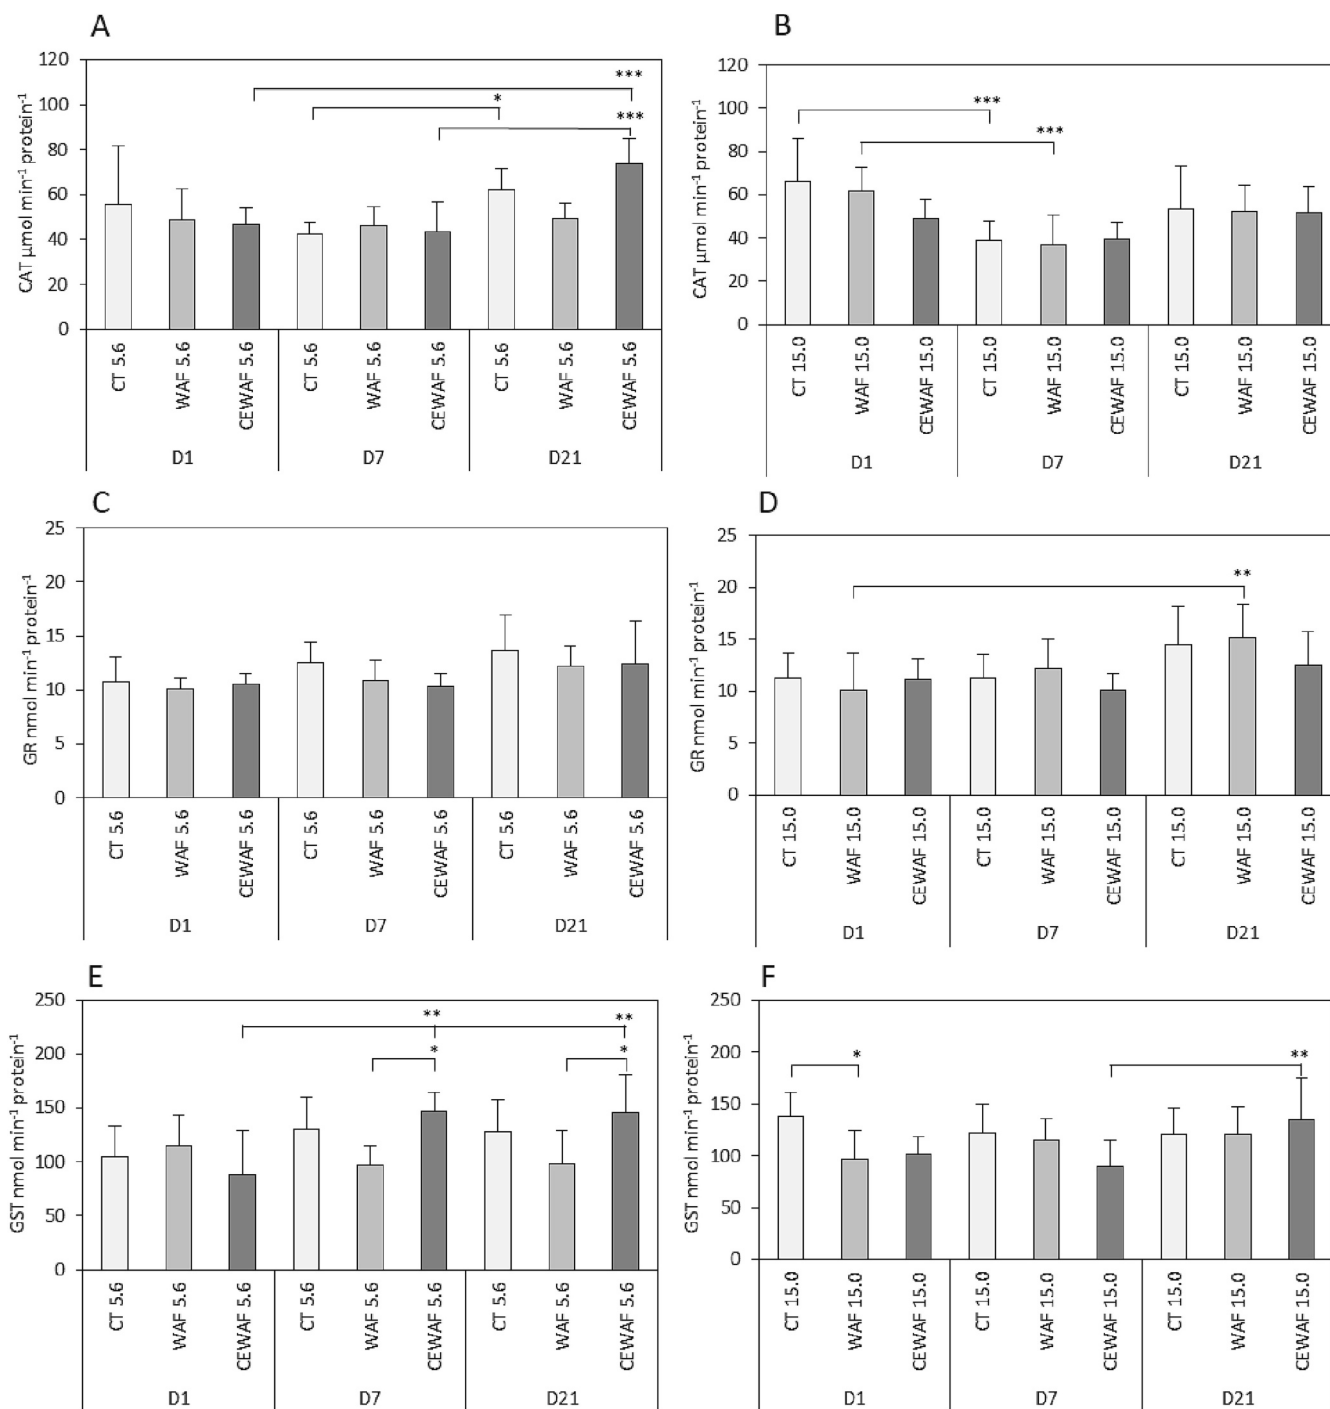 A
120
100
80
60
40
20
0
CAT µmol min⁻¹ protein⁻¹
***
*
***
CT 5.6
WAF 5.6
CEWAF 5.6
CT 5.6
WAF 5.6
CEWAF 5.6
CT 5.6
WAF 5.6
CEWAF 5.6
D1
D7
D21
B
120
100
80
60
40
20
0
CAT µmol min⁻¹ protein⁻¹
***
***
CT 15.0
WAF 15.0
CEWAF 15.0
CT 15.0
WAF 15.0
CEWAF 15.0
CT 15.0
WAF 15.0
CEWAF 15.0
D1
D7
D21
C
25
20
15
10
5
0
GR nmol min⁻¹ protein⁻¹
CT 5.6
WAF 5.6
CEWAF 5.6
CT 5.6
WAF 5.6
CEWAF 5.6
CT 5.6
WAF 5.6
CEWAF 5.6
D1
D7
D21
D
25
20
15
10
5
0
GR nmol min⁻¹ protein⁻¹
**
CT 15.0
WAF 15.0
CEWAF 15.0
CT 15.0
WAF 15.0
CEWAF 15.0
CT 15.0
WAF 15.0
CEWAF 15.0
D1
D7
D21
E
250
200
150
100
50
0
GST nmol min⁻¹ protein⁻¹
**
**
*
*
CT 5.6
WAF 5.6
CEWAF 5.6
CT 5.6
WAF 5.6
CEWAF 5.6
CT 5.6
WAF 5.6
CEWAF 5.6
D1
D7
D21
F
250
200
150
100
50
0
GST nmol min⁻¹ protein⁻¹
*
**
CT 15.0
WAF 15.0
CEWAF 15.0
CT 15.0
WAF 15.0
CEWAF 15.0
CT 15.0
WAF 15.0
CEWAF 15.0
D1
D7
D21